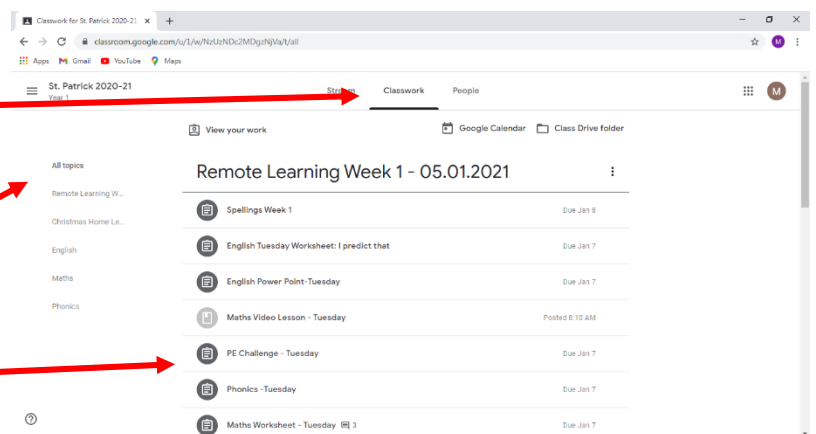 Classwork for St. Patrick 2020-21
classroom.google.com/u/1/w/NzUzNDc2MDgzNjVa/t/all
M
Apps Gmail YouTube Maps
St. Patrick 2020-21
Year 1
Stream Classwork People
M
View your work
Google Calendar Class Drive folder
All topics
Remote Learning W...
Christmas Home Le...
English
Maths
Phonics
Remote Learning Week 1 - 05.01.2021
Spellings Week 1 Due Jan 8
English Tuesday Worksheet: I predict that Due Jan 7
English Power Point-Tuesday Due Jan 7
Maths Video Lesson - Tuesday Posted 8:10 AM
PE Challenge - Tuesday Due Jan 7
Phonics -Tuesday Due Jan 7
Maths Worksheet - Tuesday 3 Due Jan 7